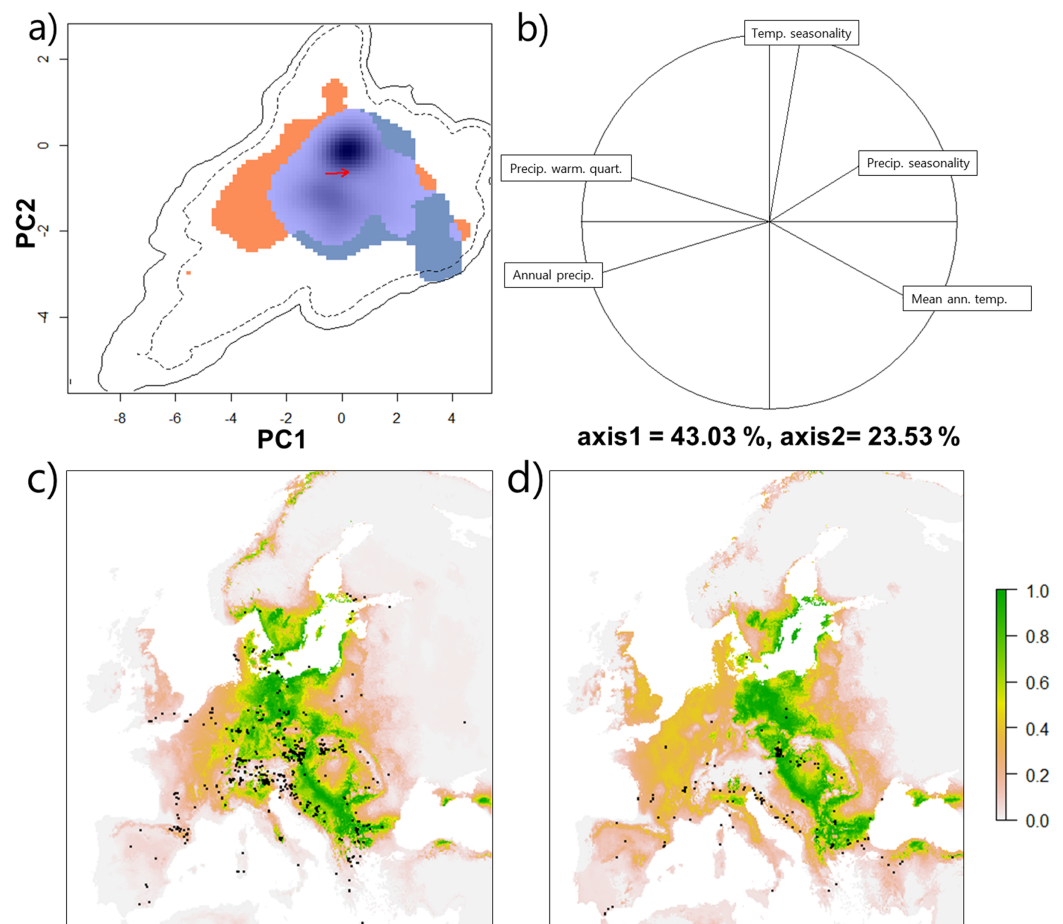 a)
2
0
-2
-4
PC2
-8
-6
-4
-2
0
2
4
PC1
b)
Temp. seasonality
Precip. warm. quart.
Precip. seasonality
Annual precip.
Mean ann. temp.
axis1 = 43.03 %, axis2= 23.53 %
c)
d)
1.0
0.8
0.6
0.4
0.2
0.0